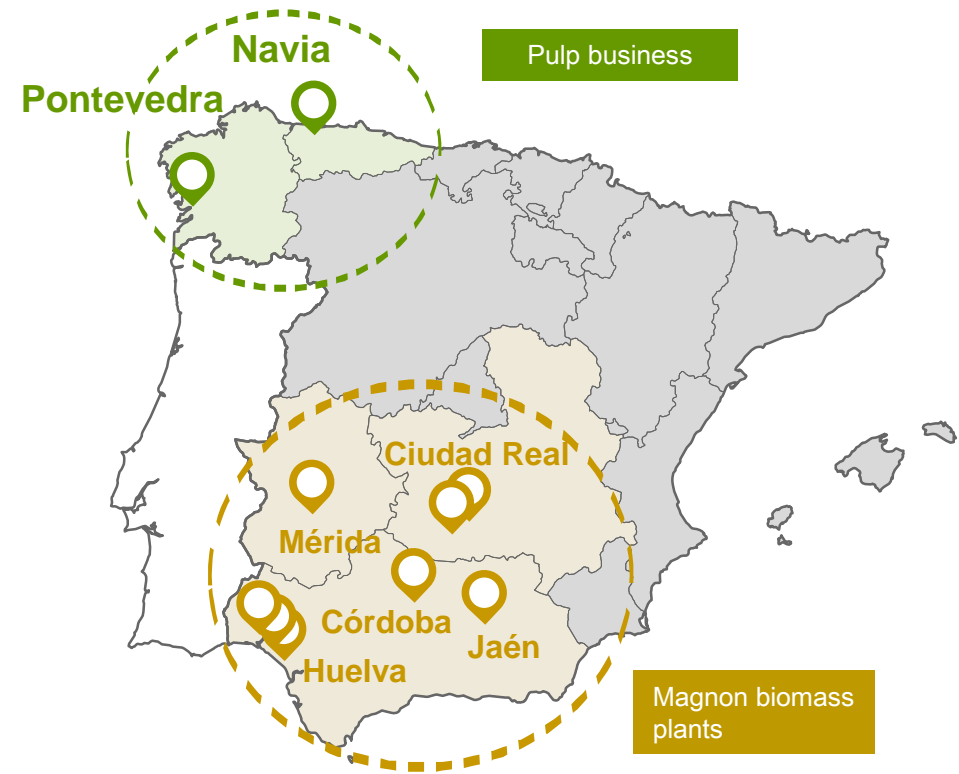 Navia
Pulp business
Pontevedra
Ciudad Real
Mérida
Córdoba
Jaén
Huelva
Magnon biomass
plants